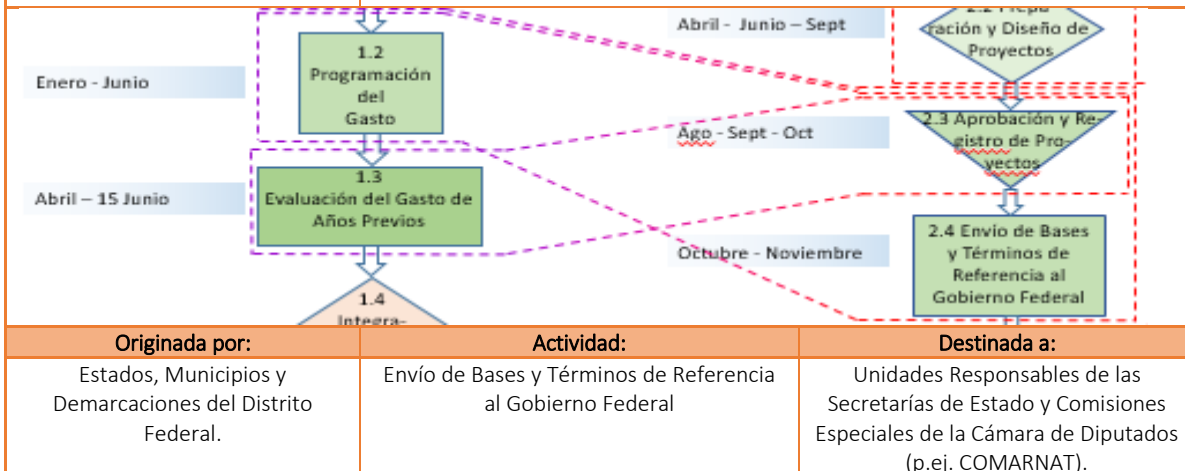 Enero - Junio
1.2
Programación
del
Gasto
Abril – 15 Junio
1.3
Evaluación del Gasto de
Años Previos
1.4
Integra-
Abril - Junio – Sept
2.2 Prepa
ración y Diseño de
Proyectos
Ago - Sept - Oct
2.3 Aprobación y Re-
gistro de Pro-
yectos
Octubre - Noviembre
2.4 Envío de Bases
y Términos de
Referencia al
Gobierno Federal
Originada por:
Actividad:
Destinada a:
Estados, Municipios y
Demarcaciones del Distrito
Federal.
Envío de Bases y Términos de Referencia
al Gobierno Federal
Unidades Responsables de las
Secretarías de Estado y Comisiones
Especiales de la Cámara de Diputados
(p.ej. COMARNAT).